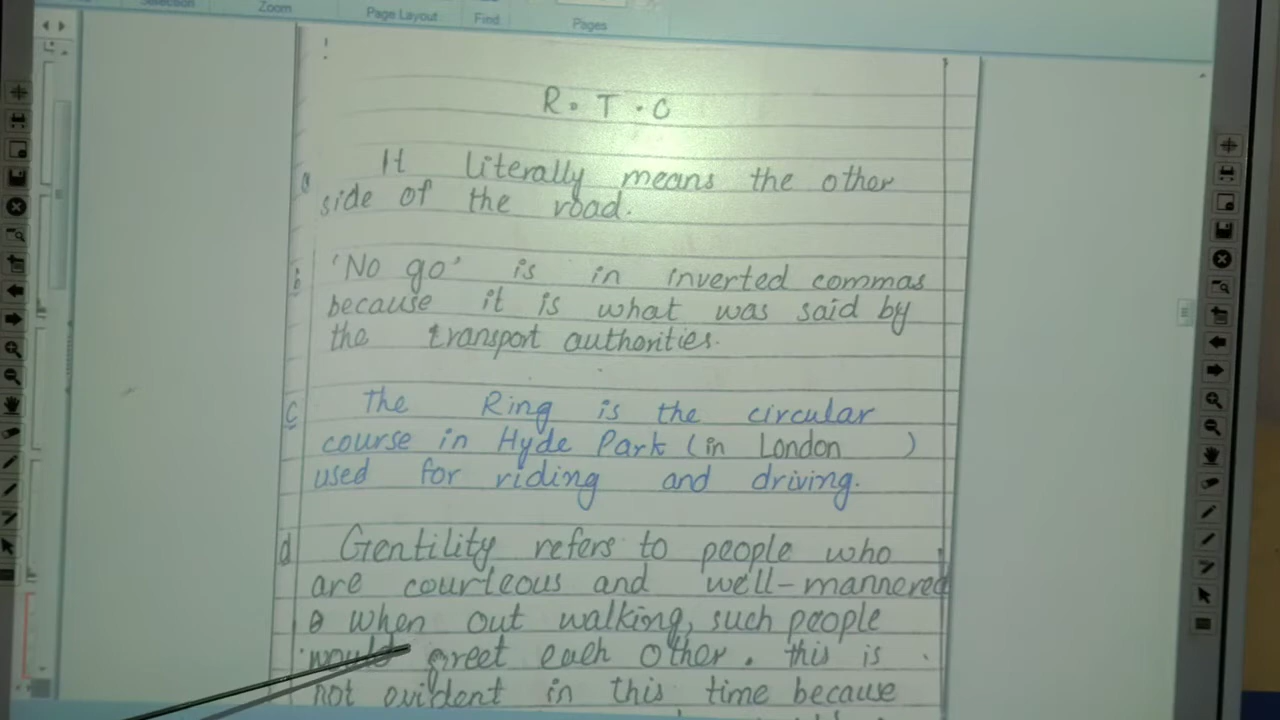 Selection
Zoom
Page Layout
Find
Pages
R. T. C
a It literally means the other
side of the road.
b 'No go' is in inverted commas
because it is what was said by
the transport authorities.
c The Ring is the circular
course in Hyde Park (in London )
used for riding and driving.
d Gentility refers to people who
are courteous and well-mannered
when out walking, such people
would greet each other. this is
not evident in this time because